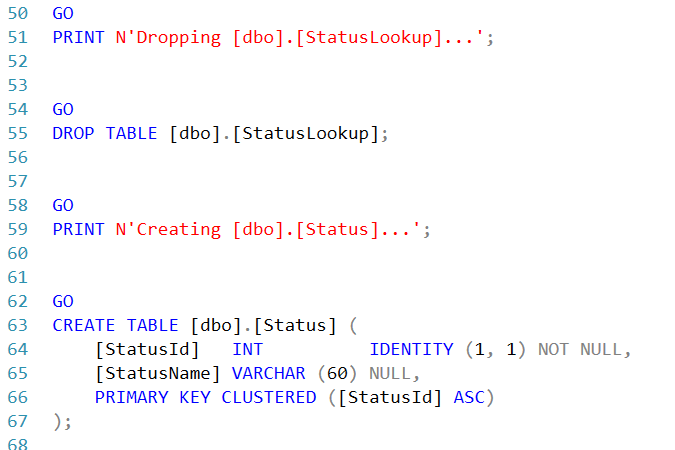 50 GO
51 PRINT N'Dropping [dbo].[StatusLookup]...';
52
53
54 GO
55 DROP TABLE [dbo].[StatusLookup];
56
57
58 GO
59 PRINT N'Creating [dbo].[Status]...';
60
61
62 GO
63 CREATE TABLE [dbo].[Status] (
64     [StatusId]   INT          IDENTITY (1, 1) NOT NULL,
65     [StatusName] VARCHAR (60) NULL,
66     PRIMARY KEY CLUSTERED ([StatusId] ASC)
67 );
68